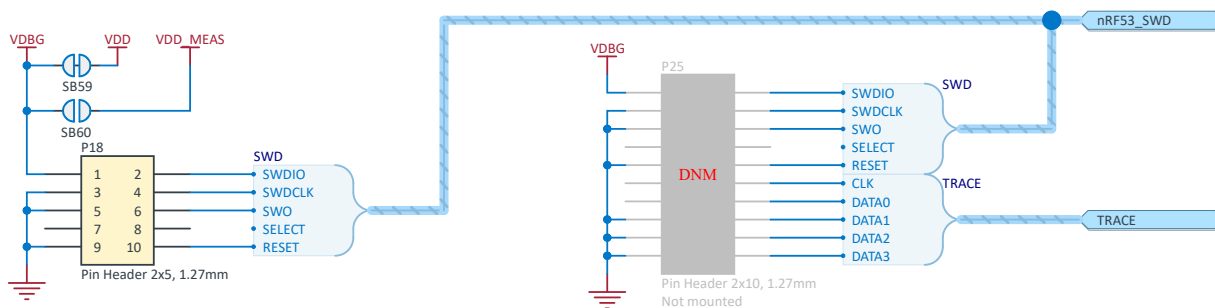 nRF53_SWD
VDBG
VDD
VDD_MEAS
SB59
SB60
P18
1 2
3 4
5 6
7 8
9 10
Pin Header 2x5, 1.27mm
SWD
SWDIO
SWDCLK
SWO
SELECT
RESET
VDBG
P25
DNM
Pin Header 2x10, 1.27mm
Not mounted
SWD
SWDIO
SWDCLK
SWO
SELECT
RESET
TRACE
CLK
DATA0
DATA1
DATA2
DATA3
TRACE